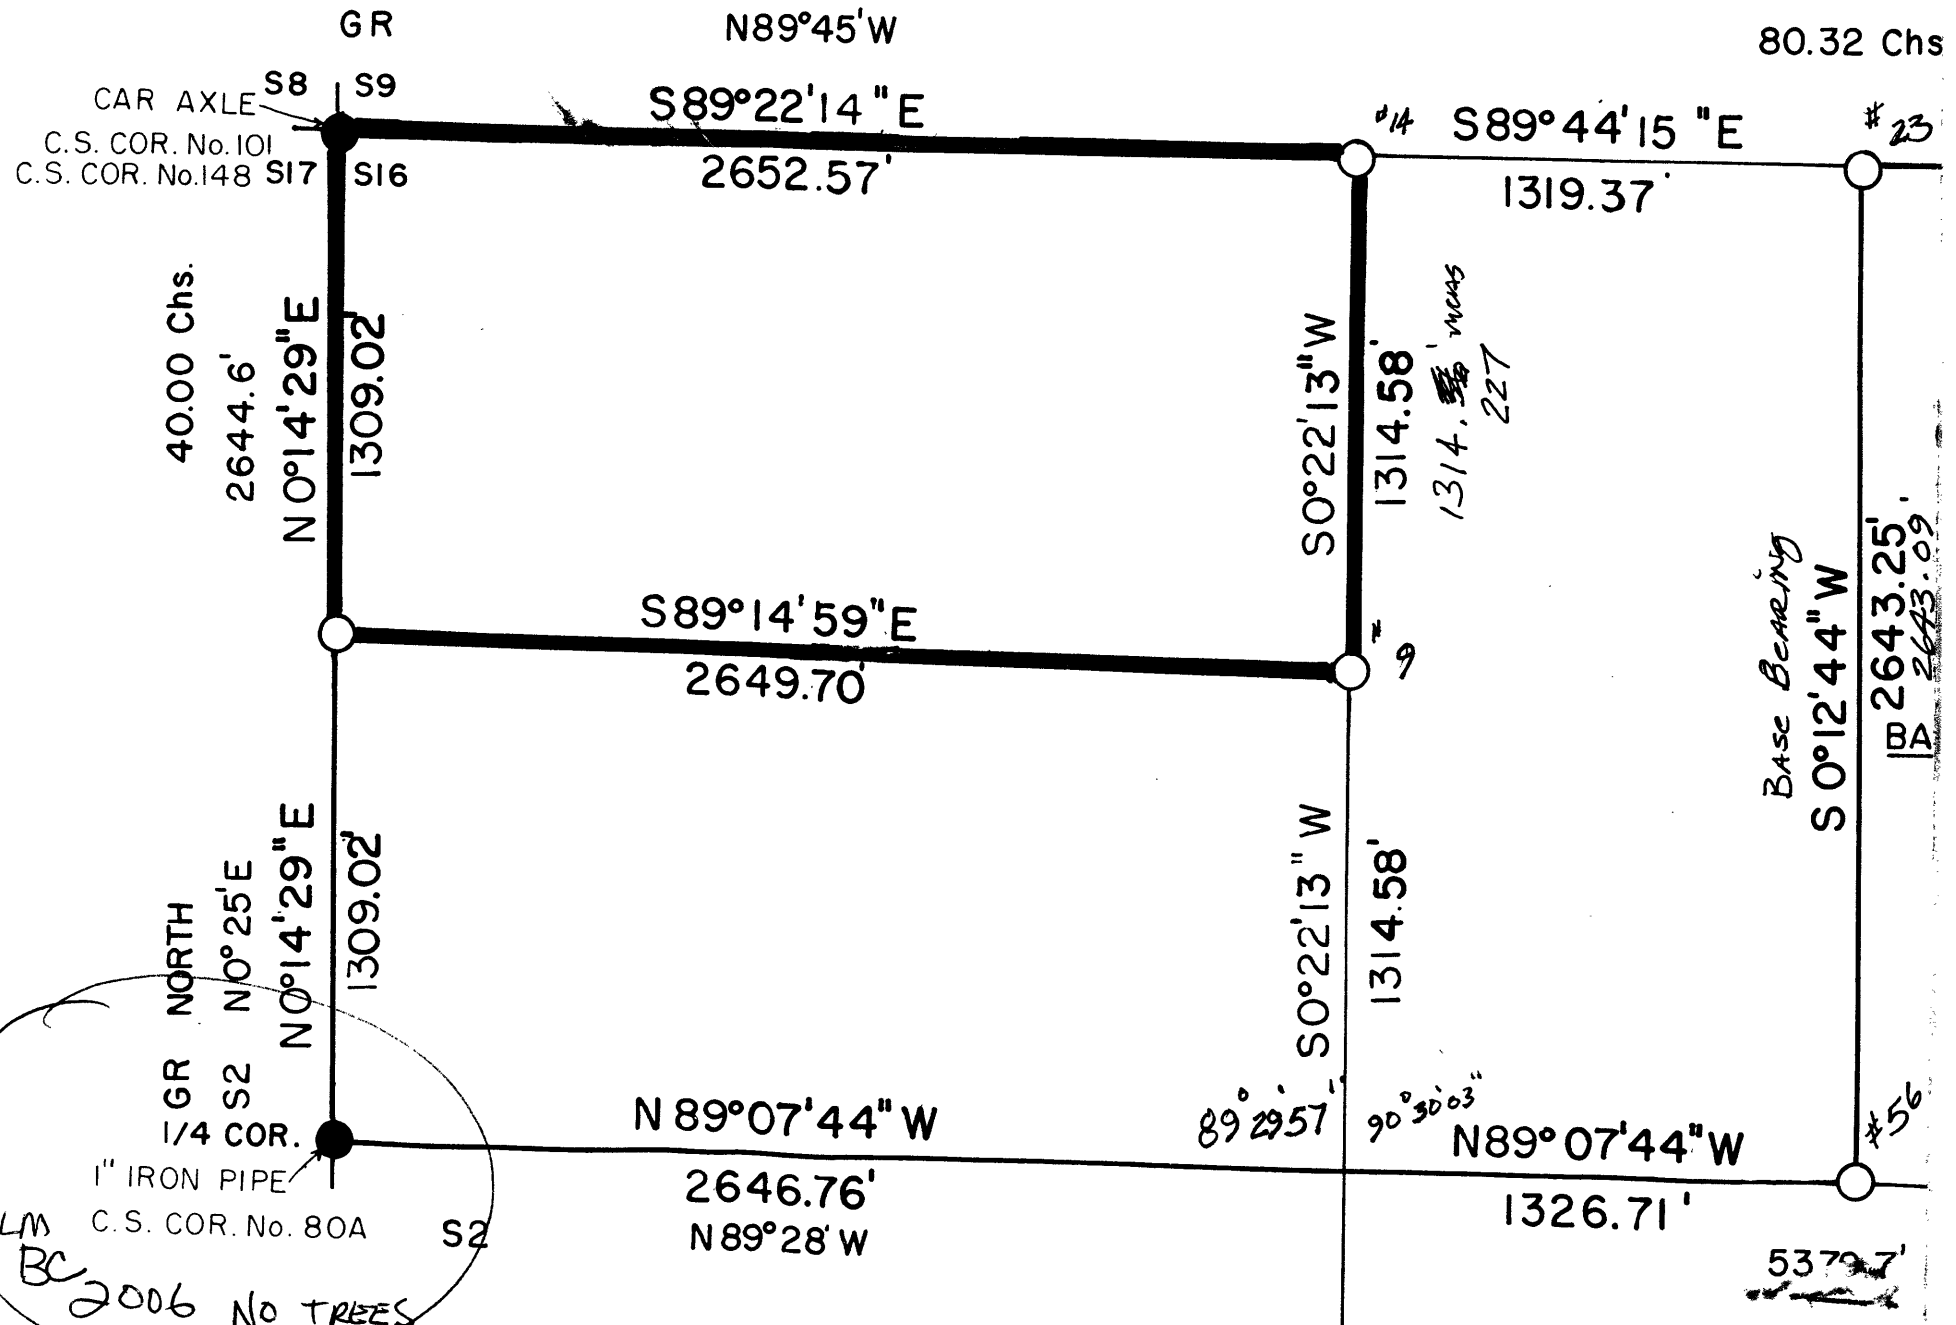 GR
N89°45'W
80.32 Chs
S8 S9
CAR AXLE
C.S. COR. No. 101
C.S. COR. No. 148 S17 S16
S89°22'14"E
2652.57'
#14
S89°44'15"E
1319.37'
#23
40.00 Chs.
2644.6'
N0°14'29"E
1309.02'
S0°22'13"W
1314.58'
1314. meas
227
S89°14'59"E
2649.70'
# 9
Base Bearing
S0°12'44"W
2643.25'
2643.09'
BA
GR NORTH
S2 N0°25'E
N0°14'29"E
1309.02'
S0°22'13"W
1314.58'
1/4 COR.
1" IRON PIPE
C.S. COR. No. 80A
N89°07'44"W
2646.76'
S2 N89°28'W
89°29'57"
90°30'03"
N89°07'44"W
1326.71'
LM
BC
2006 NO TREES